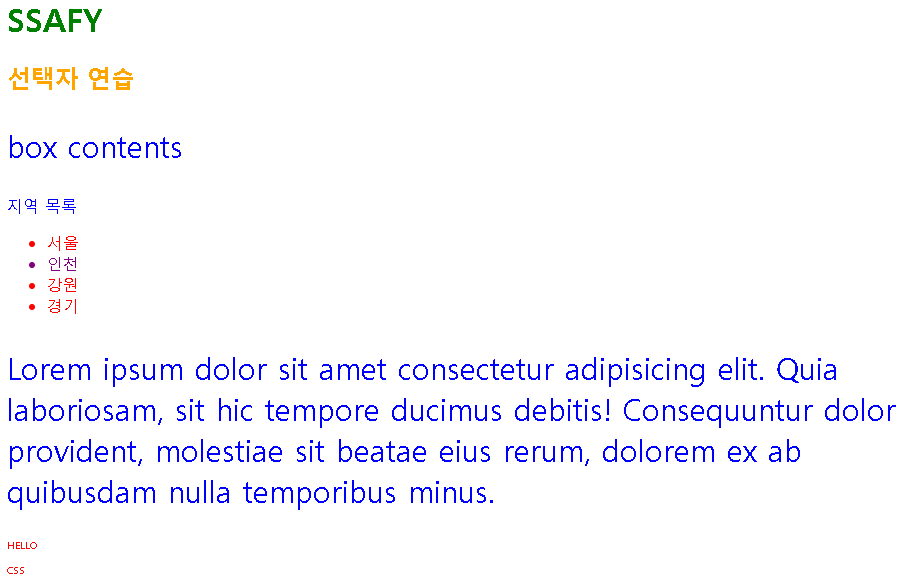 SSAFY
선택자 연습
box contents
지역 목록
서울
인천
강원
경기
Lorem ipsum dolor sit amet consectetur adipisicing elit. Quia
laboriosam, sit hic tempore ducimus debitis! Consequuntur dolor
provident, molestiae sit beatae eius rerum, dolorem ex ab
quibusdam nulla temporibus minus.
HELLO
CSS